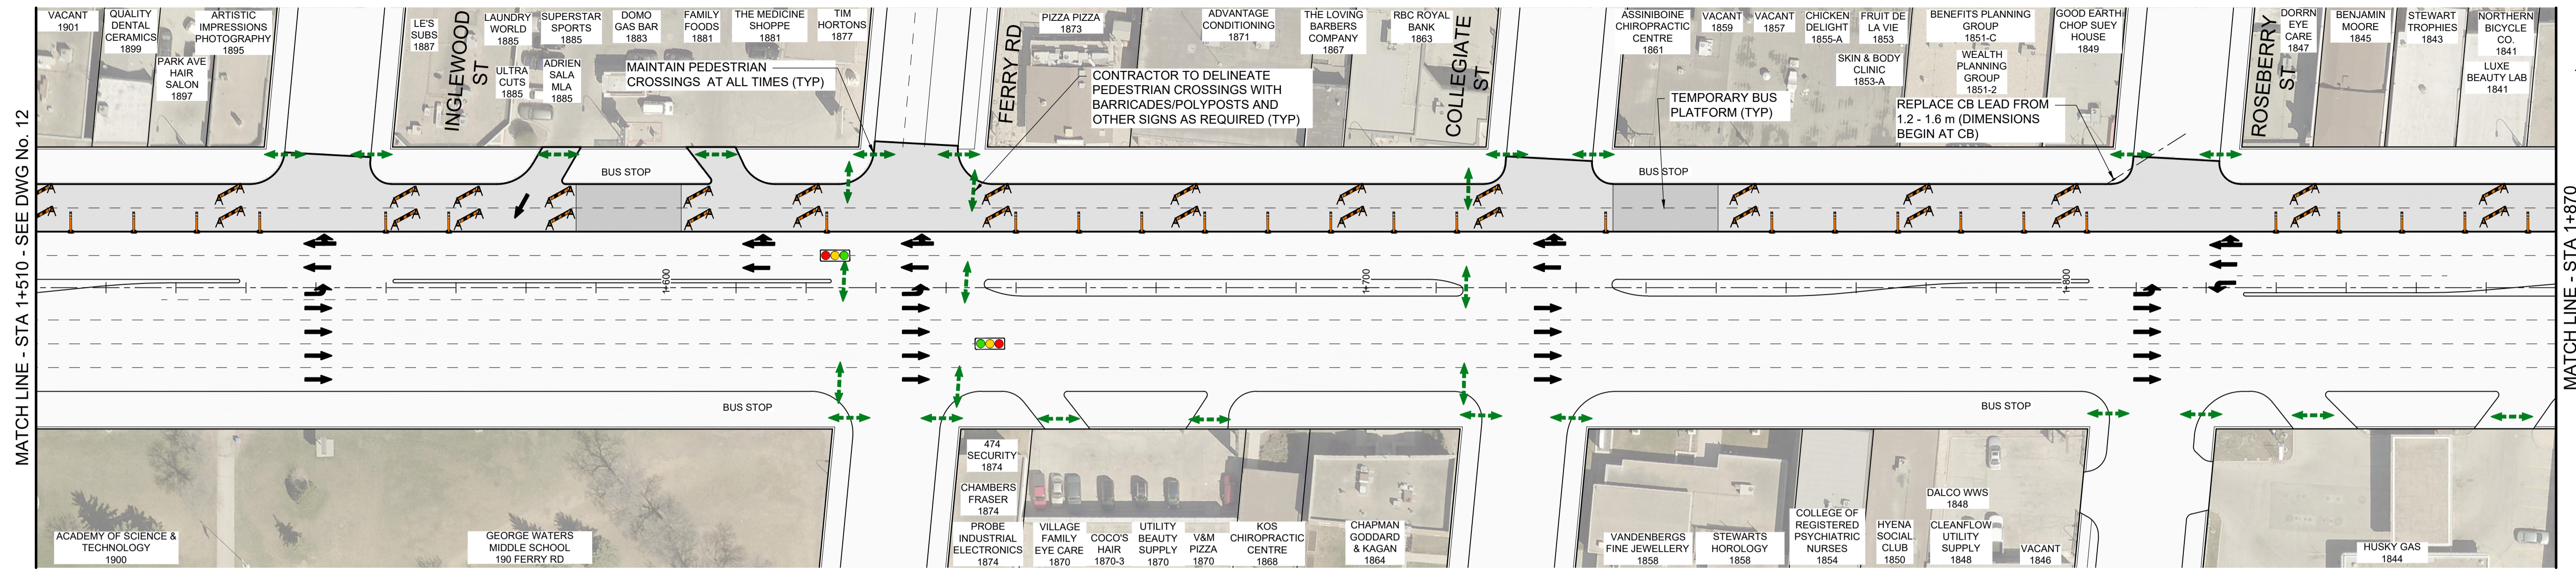 MATCH LINE - STA 1+510 - SEE DWG No. 12
VACANT
1901
QUALITY
DENTAL
CERAMICS
1899
ARTISTIC
IMPRESSIONS
PHOTOGRAPHY
1895
PARK AVE
HAIR
SALON
1897
INGLEWOOD
ST
LE'S
SUBS
1887
LAUNDRY
WORLD
1885
ULTRA
CUTS
1885
SUPERSTAR
SPORTS
1885
ADRIEN
SALA
MLA
1885
DOMO
GAS BAR
1883
FAMILY
FOODS
1881
THE MEDICINE
SHOPPE
1881
TIM
HORTONS
1877
MAINTAIN PEDESTRIAN
CROSSINGS AT ALL TIMES (TYP)
FERRY RD
PIZZA PIZZA
1873
ADVANTAGE
CONDITIONING
1871
THE LOVING
BARBERS
COMPANY
1867
RBC ROYAL
BANK
1863
CONTRACTOR TO DELINEATE
PEDESTRIAN CROSSINGS WITH
BARRICADES/POLYPOSTS AND
OTHER SIGNS AS REQUIRED (TYP)
COLLEGIATE
ST
ASSINIBOINE
CHIROPRACTIC
CENTRE
1861
VACANT
1859
VACANT
1857
CHICKEN
DELIGHT
1855-A
FRUIT DE
LA VIE
1853
SKIN & BODY
CLINIC
1853-A
BENEFITS PLANNING
GROUP
1851-C
WEALTH
PLANNING
GROUP
1851-2
GOOD EARTH
CHOP SUEY
HOUSE
1849
TEMPORARY BUS
PLATFORM (TYP)
REPLACE CB LEAD FROM
1.2 - 1.6 m (DIMENSIONS
BEGIN AT CB)
ROSEBERRY
ST
DORRN
EYE
CARE
1847
BENJAMIN
MOORE
1845
STEWART
TROPHIES
1843
NORTHERN
BICYCLE
CO.
1841
LUXE
BEAUTY LAB
1841
MATCH LINE - STA 1+870
BUS STOP
BUS STOP
1+600
1+700
1+800
BUS STOP
BUS STOP
ACADEMY OF SCIENCE &
TECHNOLOGY
1900
GEORGE WATERS
MIDDLE SCHOOL
190 FERRY RD
474
SECURITY
1874
CHAMBERS
FRASER
1874
PROBE
INDUSTRIAL
ELECTRONICS
1874
VILLAGE
FAMILY
EYE CARE
1870
COCO'S
HAIR
1870-3
UTILITY
BEAUTY
SUPPLY
1870
V&M
PIZZA
1870
KOS
CHIROPRACTIC
CENTRE
1868
CHAPMAN
GODDARD
& KAGAN
1864
VANDENBERGS
FINE JEWELLERY
1858
STEWARTS
HOROLOGY
1858
COLLEGE OF
REGISTERED
PSYCHIATRIC
NURSES
1854
HYENA
SOCIAL
CLUB
1850
DALCO WWS
1848
CLEANFLOW
UTILITY
SUPPLY
1848
VACANT
1846
HUSKY GAS
1844